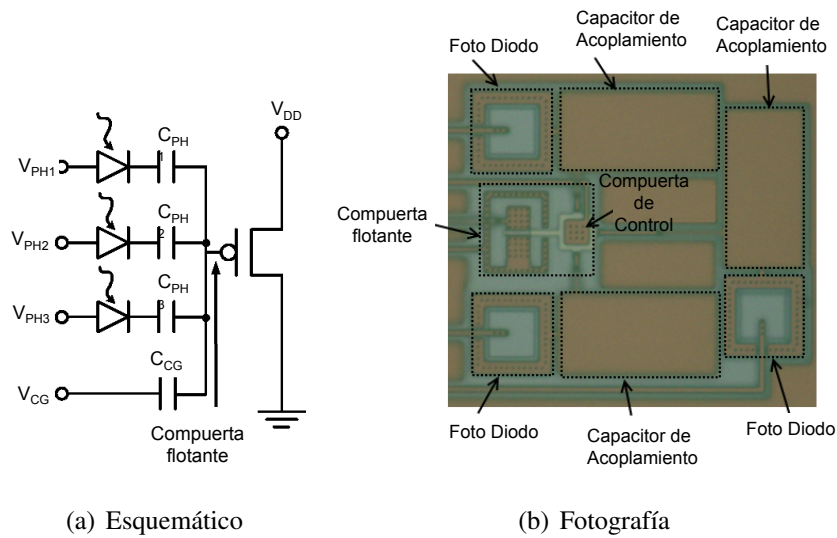 V_DD
C_PH
1
V_PH1
C_PH
2
V_PH2
C_PH
3
V_PH3
C_CG
V_CG
Compuerta
flotante
(a) Esquemático
Capacitor de
Acoplamiento
Foto Diodo
Capacitor de
Acoplamiento
Compuerta
de
Control
Compuerta
flotante
Foto Diodo
Capacitor de
Acoplamiento
Foto Diodo
(b) Fotografía